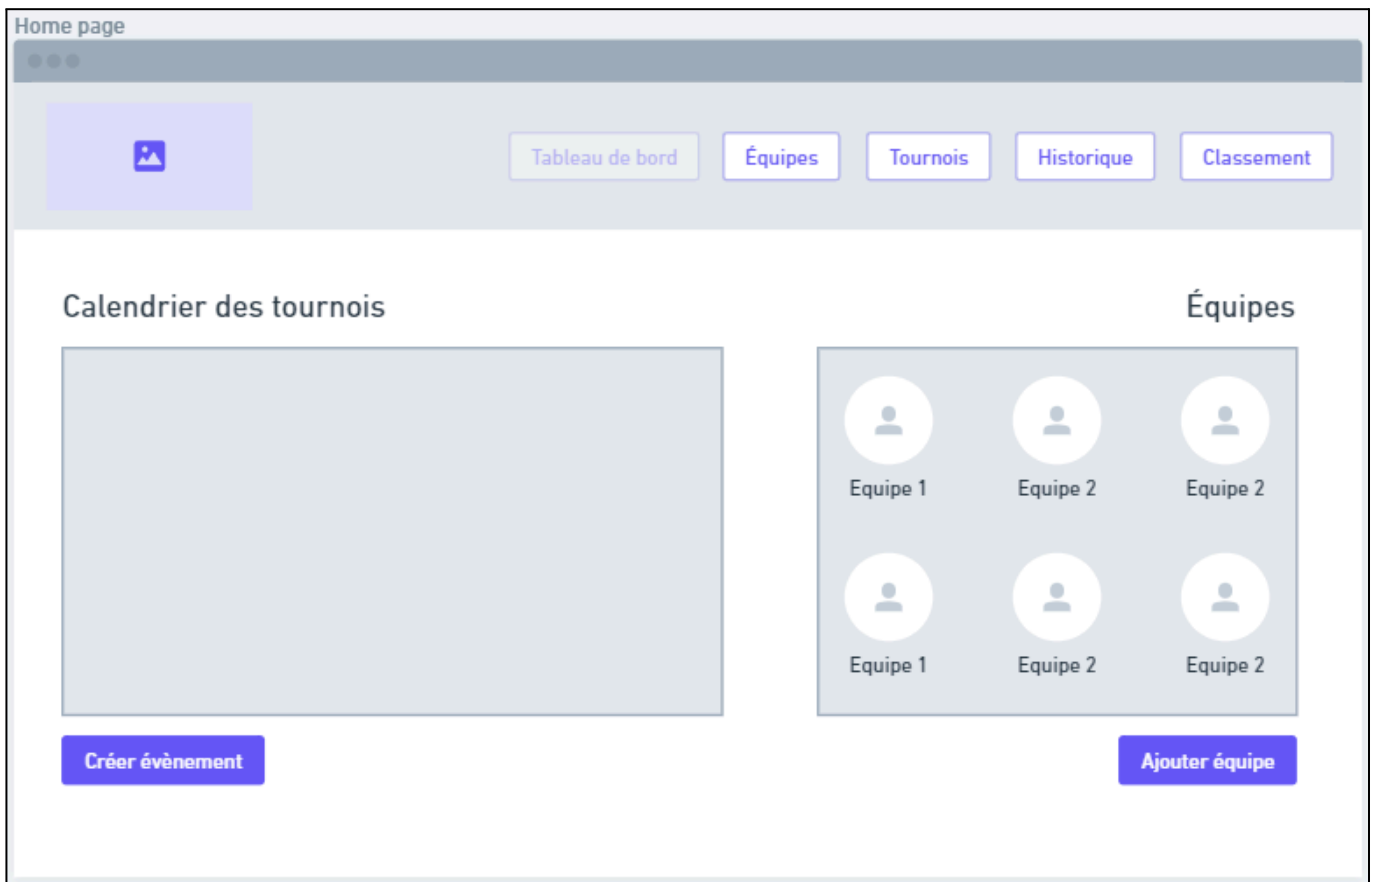 Home page
Tableau de bord Équipes Tournois Historique Classement
Calendrier des tournois
Équipes
Equipe 1 Equipe 2 Equipe 2
Equipe 1 Equipe 2 Equipe 2
Créer évènement
Ajouter équipe